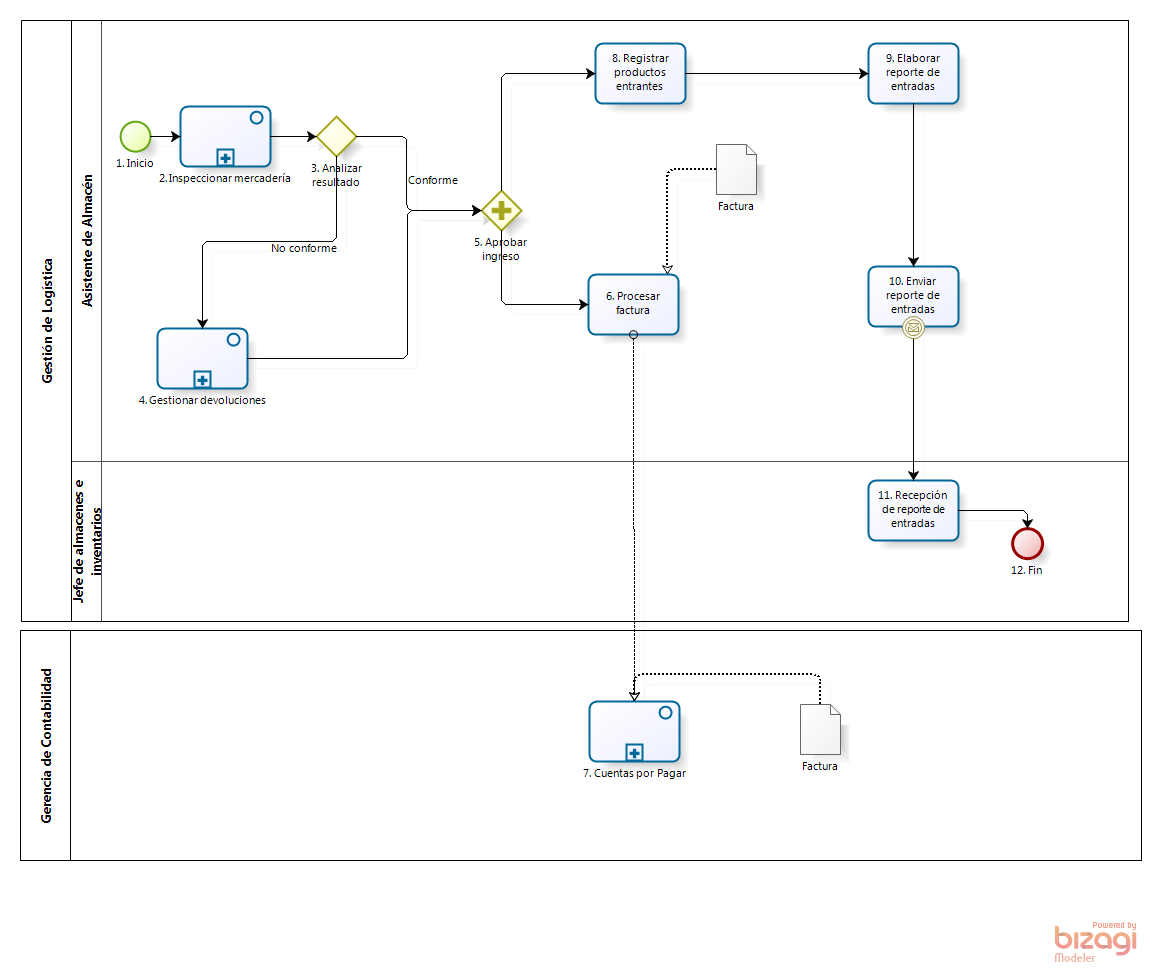 Gestión de Logística
Asistente de Almacén
1. Inicio
2. Inspeccionar mercadería
3. Analizar
resultado
Conforme
No conforme
4. Gestionar devoluciones
5. Aprobar
ingreso
8. Registrar
productos
entrantes
9. Elaborar
reporte de
entradas
Factura
6. Procesar
factura
10. Enviar
reporte de
entradas
Jefe de almacenes e
inventarios
11. Recepción
de reporte de
entradas
12. Fin
Gerencia de Contabilidad
7. Cuentas por Pagar
Factura
Powered by
bizagi
Modeler